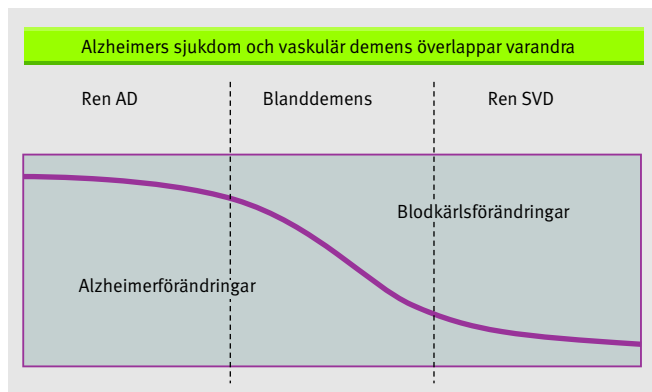 Alzheimers sjukdom och vaskulär demens överlappar varandra
Ren AD
Blanddemens
Ren SVD
Blodkärlsförändringar
Alzheimerförändringar